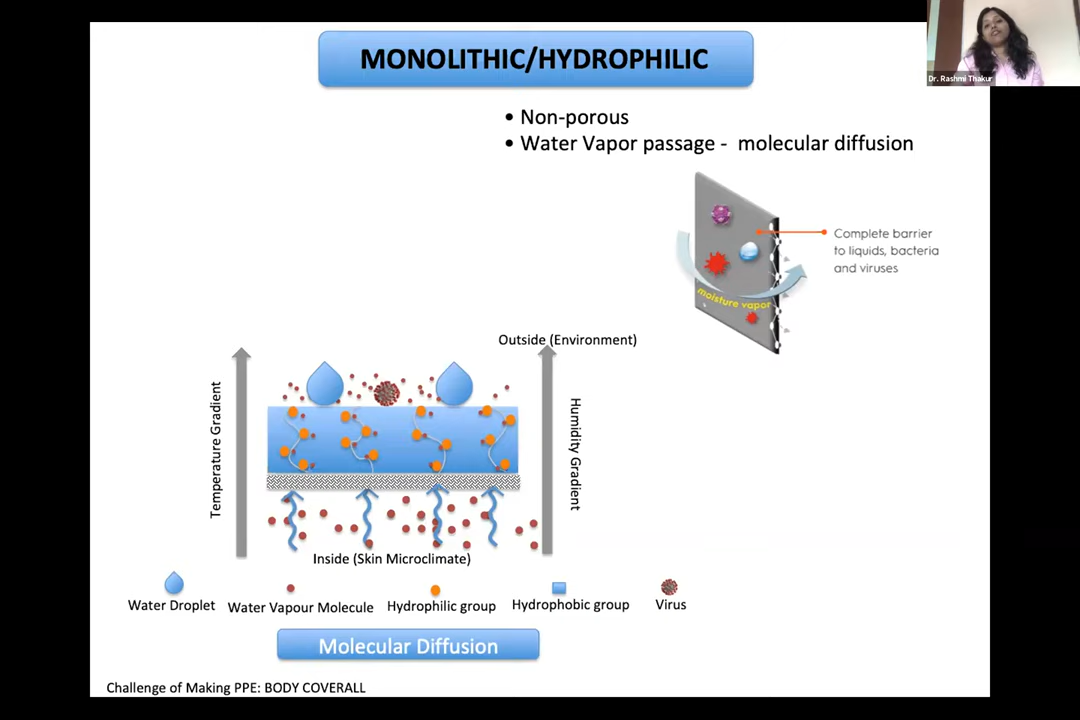 MONOLITHIC/HYDROPHILIC
Dr. Rashmi Thakur
• Non-porous
• Water Vapor passage - molecular diffusion
Complete barrier
to liquids, bacteria
and viruses
moisture vapor
Outside (Environment)
Temperature Gradient
Humidity Gradient
Inside (Skin Microclimate)
Water Droplet
Water Vapour Molecule
Hydrophilic group
Hydrophobic group
Virus
Molecular Diffusion
Challenge of Making PPE: BODY COVERALL